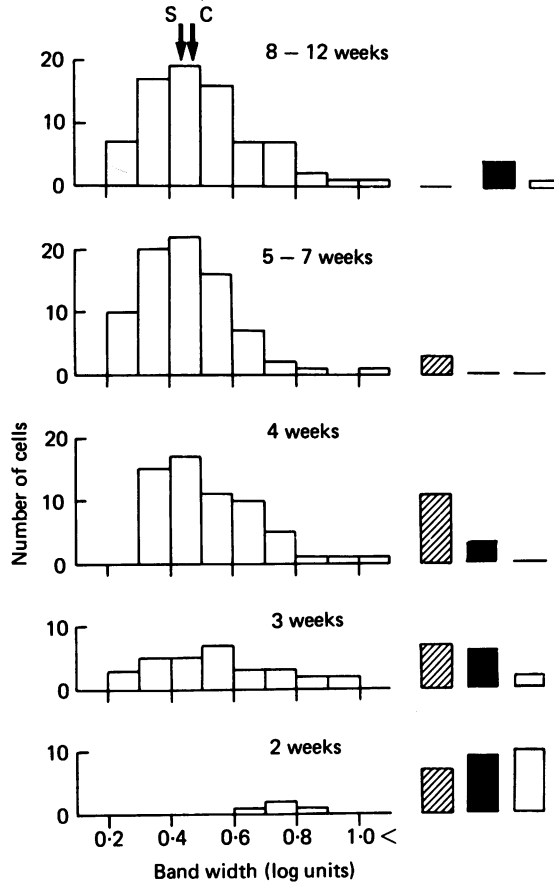 S C
8 – 12 weeks
20
10
0
5 – 7 weeks
20
10
0
4 weeks
20
10
0
3 weeks
10
0
2 weeks
10
0
0·2 0·4 0·6 0·8 1·0 <
Band width (log units)
Number of cells